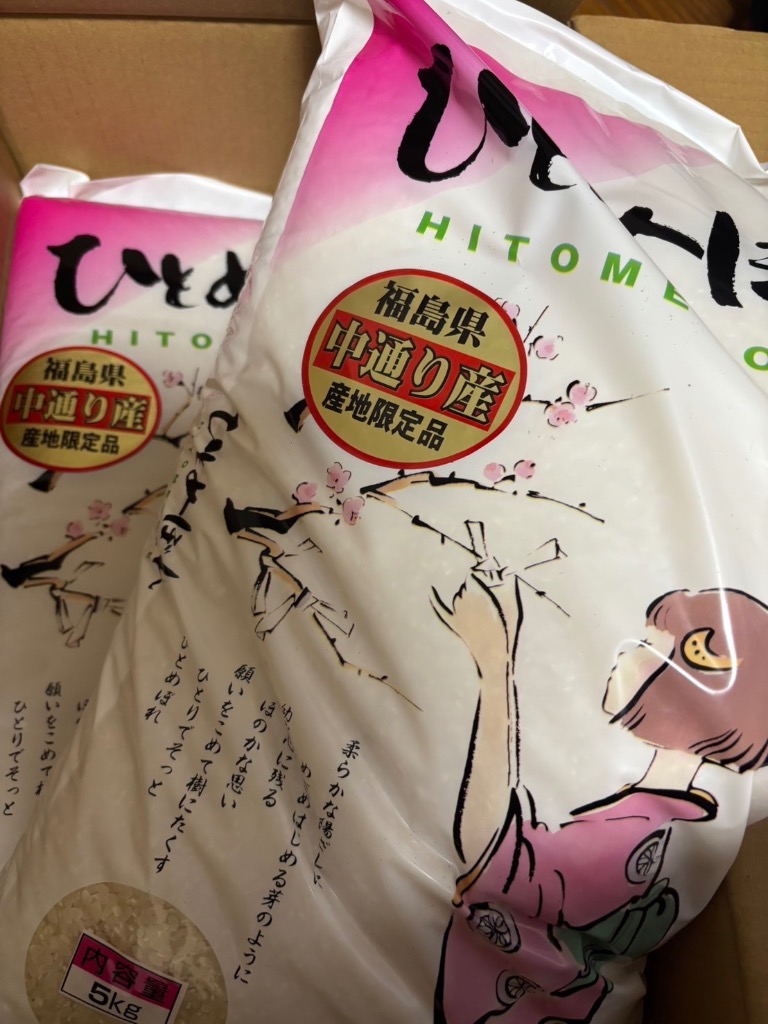 ひとめぼ
HITOME
O
福島県
中通り産
産地限定品
ひとめぼれ
柔らかな陽ざしに
めはじめる芽のように
に残る
ほのかな思い
願いをこめて樹にたくす
ひとりでそっと
ひとめぼれ
内容量
5kg
ひとめ
HITO
福島県
中通り産
産地限定品
願いをこめて
ひとりでそっと